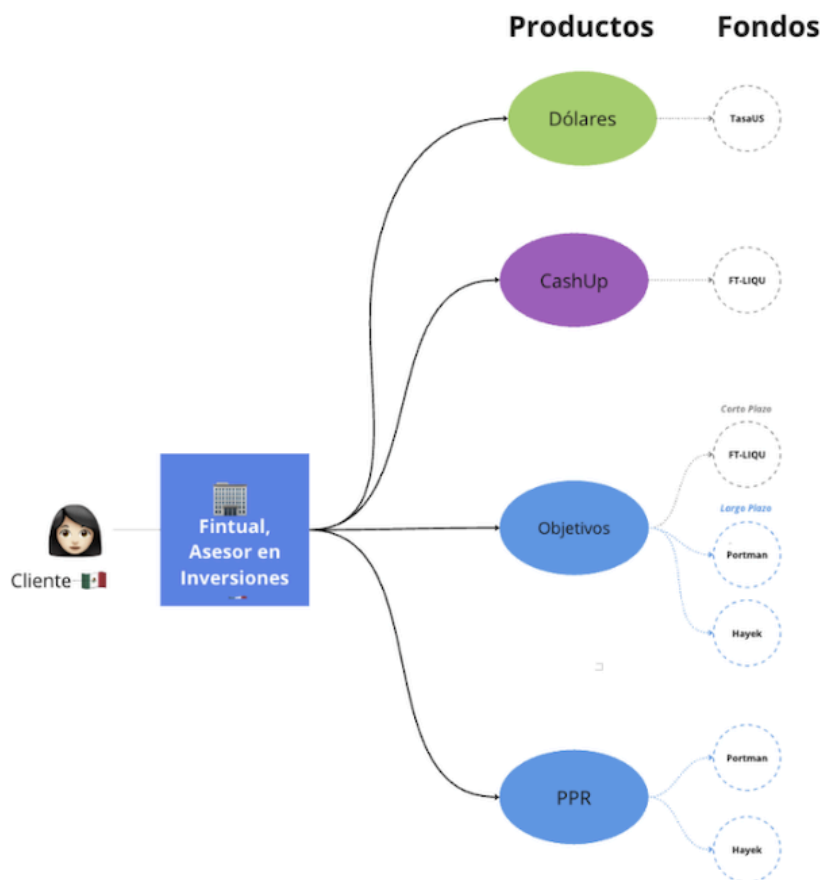 Productos
Fondos
Dólares
TasaUS
CashUp
FT-LIQU
Corto Plazo
FT-LIQU
Largo Plazo
Fintual,
Asesor en
Inversiones
Objetivos
Portman
Cliente
Hayek
Portman
PPR
Hayek